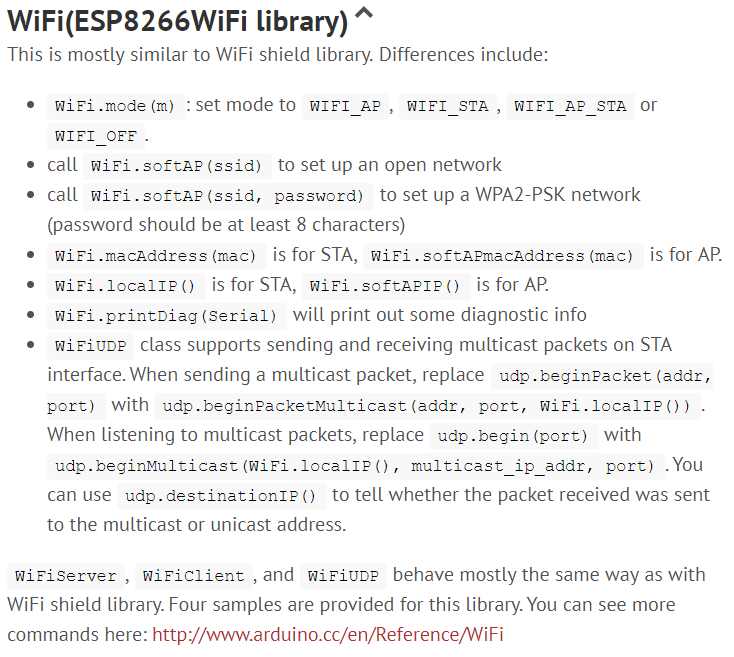 WiFi(ESP8266WiFi library)
This is mostly similar to WiFi shield library. Differences include:
• WiFi.mode(m) : set mode to WIFI_AP , WIFI_STA , WIFI_AP_STA or
WIFI_OFF .
• call WiFi.softAP(ssid) to set up an open network
• call WiFi.softAP(ssid, password) to set up a WPA2-PSK network
(password should be at least 8 characters)
• WiFi.macAddress(mac) is for STA, WiFi.softAPmacAddress(mac) is for AP.
• WiFi.localIP() is for STA, WiFi.softAPIP() is for AP.
• WiFi.printDiag(Serial) will print out some diagnostic info
• WiFiUDP class supports sending and receiving multicast packets on STA
interface. When sending a multicast packet, replace udp.beginPacket(addr,
port) with udp.beginPacketMulticast(addr, port, WiFi.localIP()) .
When listening to multicast packets, replace udp.begin(port) with
udp.beginMulticast(WiFi.localIP(), multicast_ip_addr, port) . You
can use udp.destinationIP() to tell whether the packet received was sent
to the multicast or unicast address.
WiFiServer , WiFiClient , and WiFiUDP behave mostly the same way as with
WiFi shield library. Four samples are provided for this library. You can see more
commands here: http://www.arduino.cc/en/Reference/WiFi